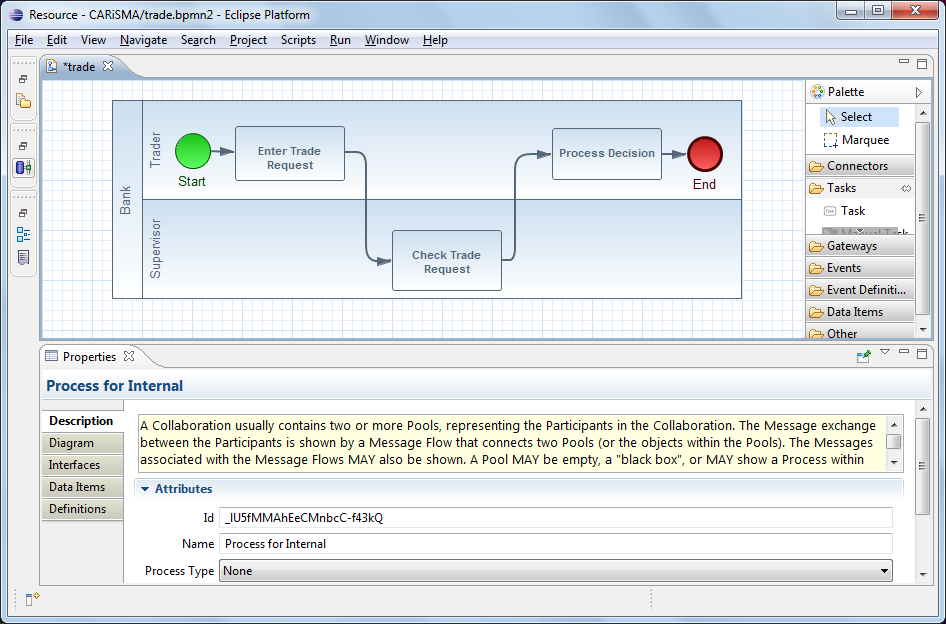 Resource - CARiSMA/trade.bpmn2 - Eclipse Platform
File Edit View Navigate Search Project Scripts Run Window Help
*trade
Bank
Trader
Start
Enter Trade
Request
Process Decision
End
Supervisor
Check Trade
Request
Palette
Select
Marquee
Connectors
Tasks
Task
Manual Task
Gateways
Events
Event Definiti...
Data Items
Other
Properties
Process for Internal
Description
Diagram
Interfaces
Data Items
Definitions
A Collaboration usually contains two or more Pools, representing the Participants in the Collaboration. The Message exchange
between the Participants is shown by a Message Flow that connects two Pools (or the objects within the Pools). The Messages
associated with the Message Flows MAY also be shown. A Pool MAY be empty, a "black box", or MAY show a Process within
Attributes
Id _IU5fMMAhEeCMnbcC-f43kQ
Name Process for Internal
Process Type None